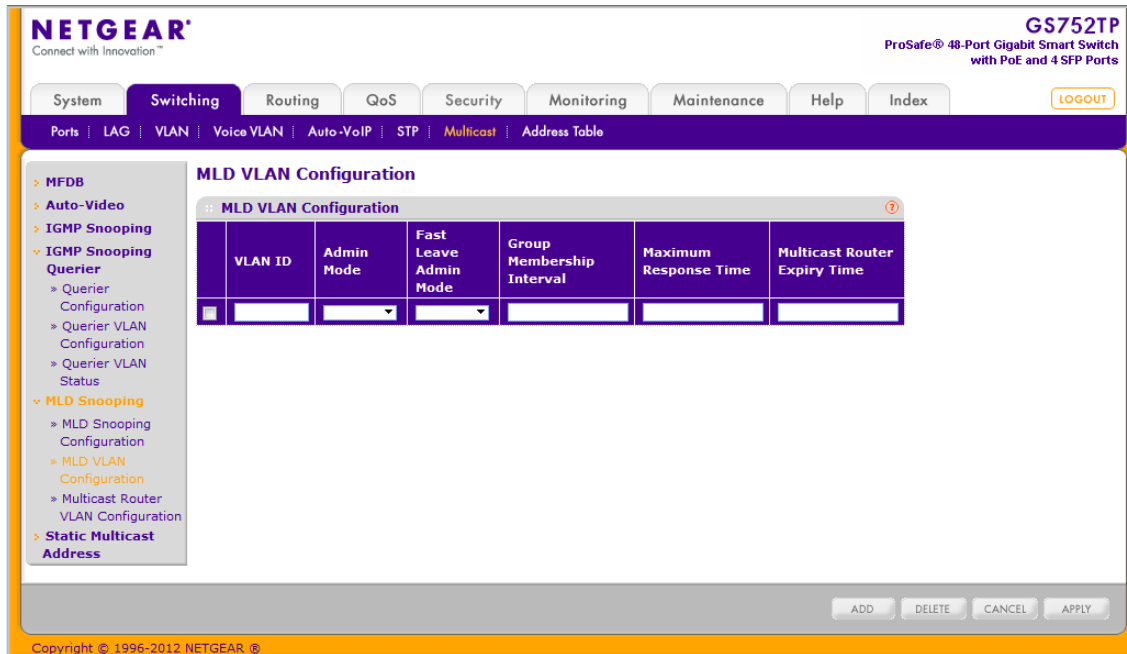 NETGEAR®
Connect with Innovation™
GS752TP
ProSafe® 48-Port Gigabit Smart Switch
with PoE and 4 SFP Ports
System Switching Routing QoS Security Monitoring Maintenance Help Index LOGOUT
Ports | LAG | VLAN | Voice VLAN | Auto-VoIP | STP | Multicast | Address Table
MFDB
Auto-Video
IGMP Snooping
IGMP Snooping
Querier
» Querier
Configuration
» Querier VLAN
Configuration
» Querier VLAN
Status
MLD Snooping
» MLD Snooping
Configuration
» MLD VLAN
Configuration
» Multicast Router
VLAN Configuration
Static Multicast
Address
MLD VLAN Configuration
MLD VLAN Configuration ?
VLAN ID
Admin
Mode
Fast
Leave
Admin
Mode
Group
Membership
Interval
Maximum
Response Time
Multicast Router
Expiry Time
ADD DELETE CANCEL APPLY
Copyright © 1996-2012 NETGEAR ®